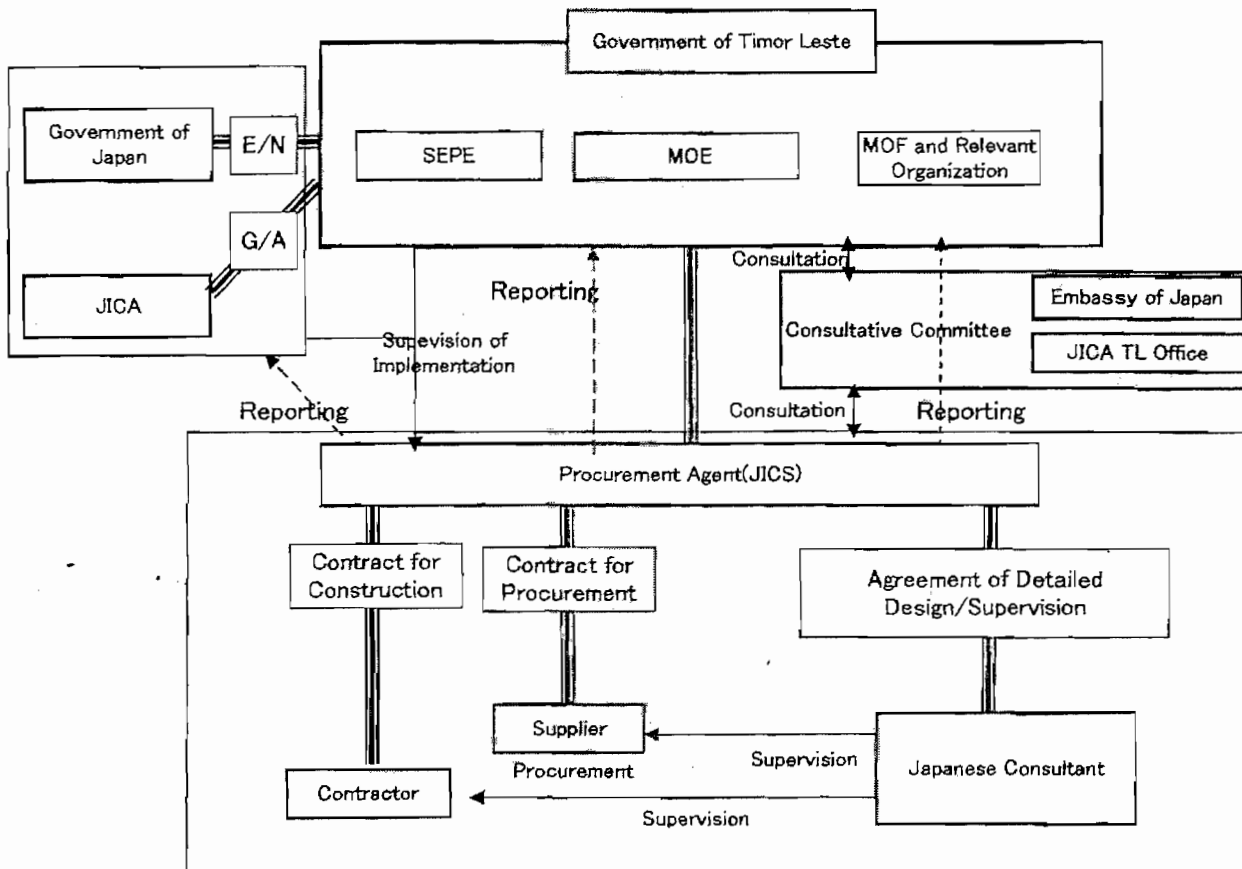 Government of Timor Leste
Government of
Japan
E/N
SEPE
MOE
MOF and Relevant
Organization
G/A
JICA
Consultation
Reporting
Embassy of Japan
Consultative Committee
JICA TL Office
Supevision of
Implementation
Reporting
Consultation
Reporting
Procurement Agent(JICS)
Contract for
Construction
Contract for
Procurement
Agreement of Detailed
Design/Supervision
Supplier
Procurement
Supervision
Japanese Consultant
Contractor
Supervision